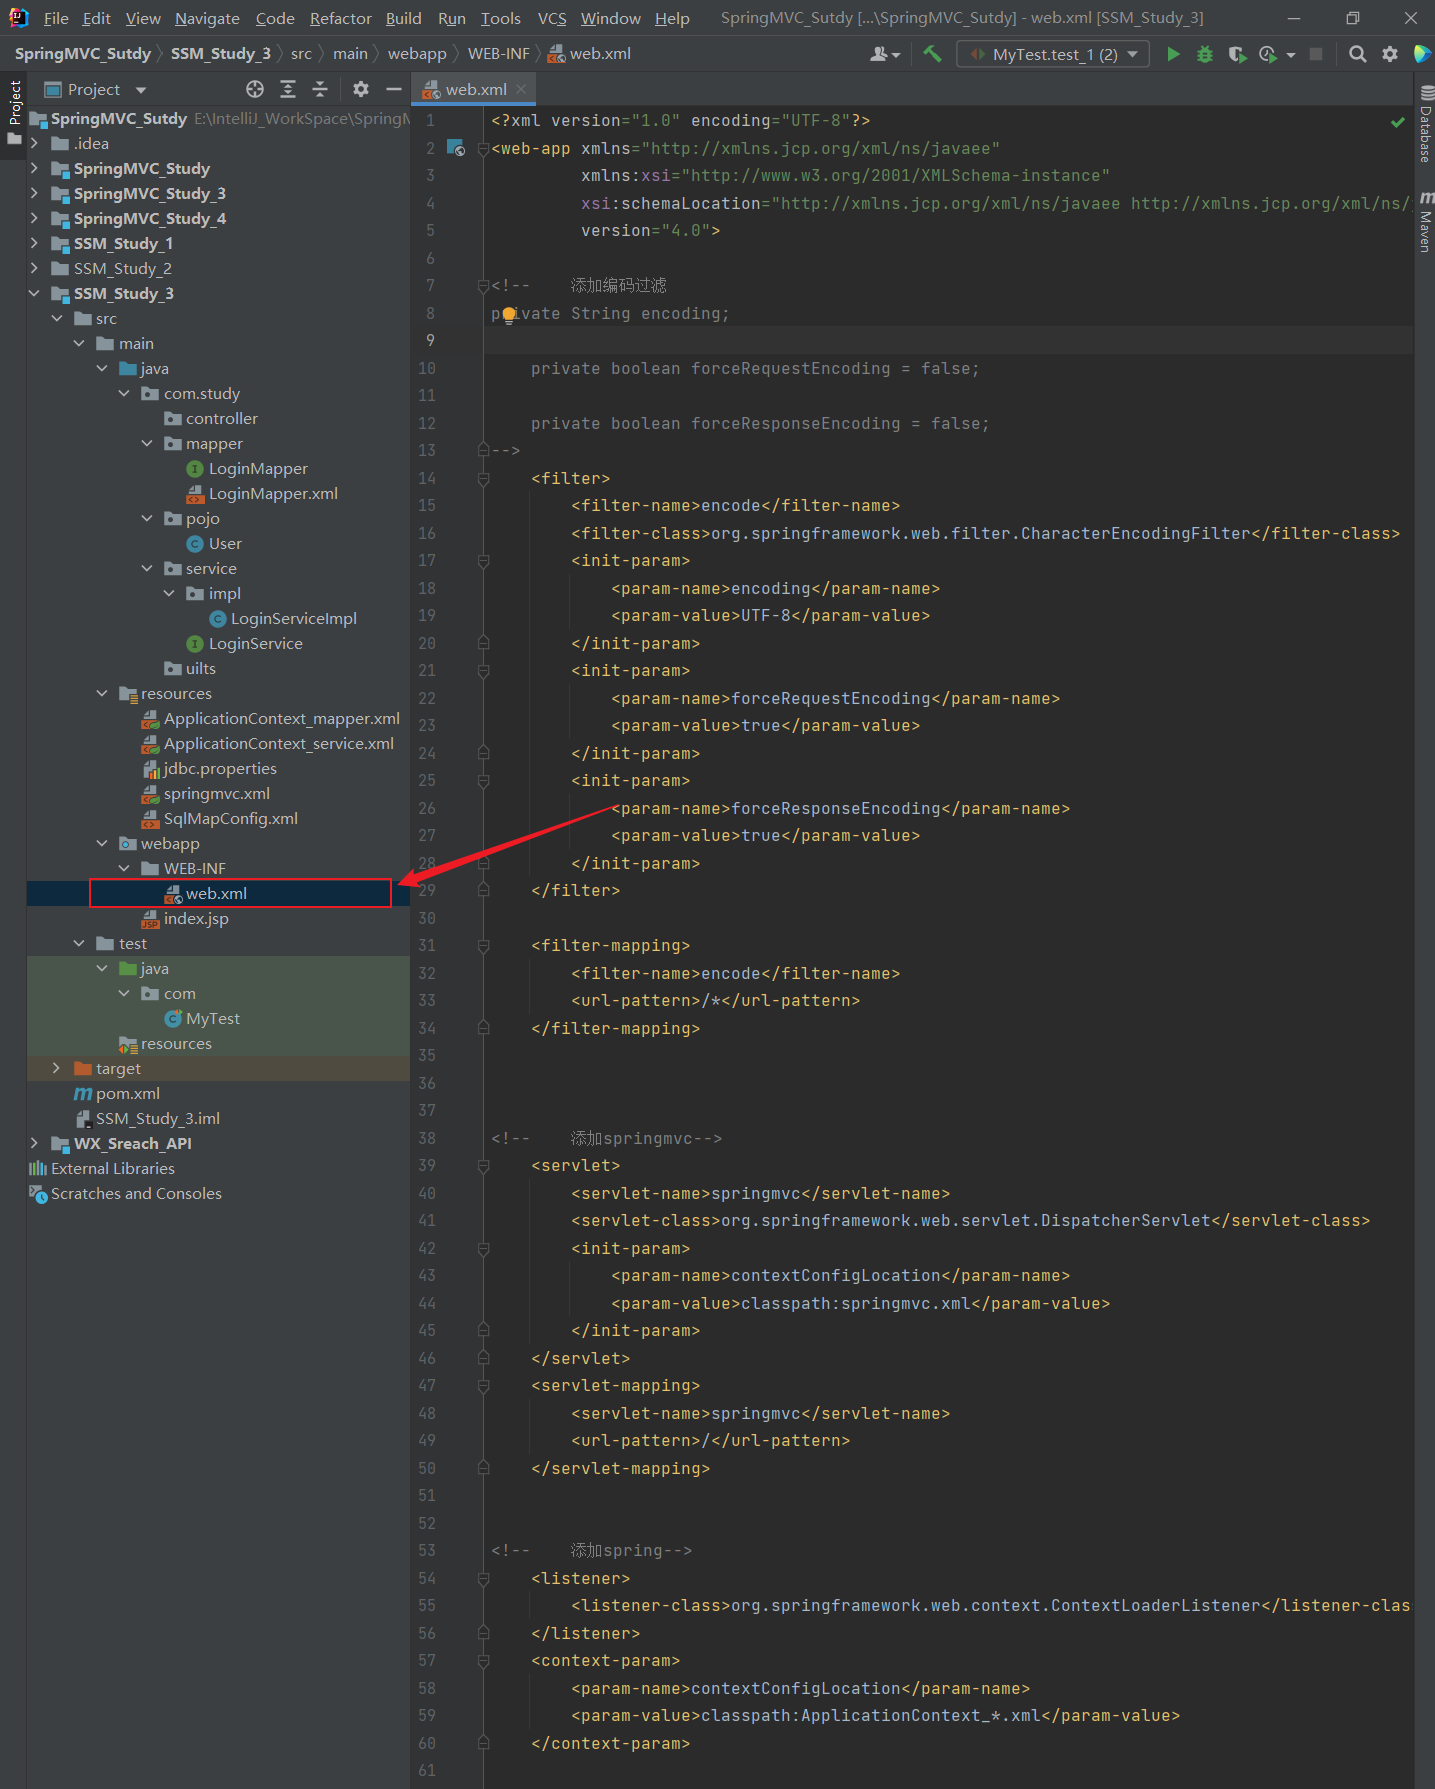 File Edit View Navigate Code Refactor Build Run Tools VCS Window Help SpringMVC_Sutdy [...\SpringMVC_Sutdy] - web.xml [SSM_Study_3]
SpringMVC_Sutdy SSM_Study_3 src main webapp WEB-INF web.xml MyTest.test_1 (2)
Project
Project
web.xml
Database
Maven
SpringMVC_Sutdy E:\IntelliJ_WorkSpace\Spring
.idea
SpringMVC_Study
SpringMVC_Study_3
SpringMVC_Study_4
SSM_Study_1
SSM_Study_2
SSM_Study_3
src
main
java
com.study
controller
mapper
LoginMapper
LoginMapper.xml
pojo
User
service
impl
LoginServiceImpl
LoginService
uilts
resources
ApplicationContext_mapper.xml
ApplicationContext_service.xml
jdbc.properties
springmvc.xml
SqlMapConfig.xml
webapp
WEB-INF
web.xml
index.jsp
test
java
com
MyTest
resources
target
pom.xml
SSM_Study_3.iml
WX_Sreach_API
External Libraries
Scratches and Consoles
1 <?xml version="1.0" encoding="UTF-8"?>
2 <web-app xmlns="http://xmlns.jcp.org/xml/ns/javaee"
3 xmlns:xsi="http://www.w3.org/2001/XMLSchema-instance"
4 xsi:schemaLocation="http://xmlns.jcp.org/xml/ns/javaee http://xmlns.jcp.org/xml/ns/
5 version="4.0">
6
7 <!-- 添加编码过滤
8 private String encoding;
9
10 private boolean forceRequestEncoding = false;
11
12 private boolean forceResponseEncoding = false;
13 -->
14 <filter>
15 <filter-name>encode</filter-name>
16 <filter-class>org.springframework.web.filter.CharacterEncodingFilter</filter-class>
17 <init-param>
18 <param-name>encoding</param-name>
19 <param-value>UTF-8</param-value>
20 </init-param>
21 <init-param>
22 <param-name>forceRequestEncoding</param-name>
23 <param-value>true</param-value>
24 </init-param>
25 <init-param>
26 <param-name>forceResponseEncoding</param-name>
27 <param-value>true</param-value>
28 </init-param>
29 </filter>
30
31 <filter-mapping>
32 <filter-name>encode</filter-name>
33 <url-pattern>/*</url-pattern>
34 </filter-mapping>
35
36
37
38 <!-- 添加springmvc-->
39 <servlet>
40 <servlet-name>springmvc</servlet-name>
41 <servlet-class>org.springframework.web.servlet.DispatcherServlet</servlet-class>
42 <init-param>
43 <param-name>contextConfigLocation</param-name>
44 <param-value>classpath:springmvc.xml</param-value>
45 </init-param>
46 </servlet>
47 <servlet-mapping>
48 <servlet-name>springmvc</servlet-name>
49 <url-pattern>/</url-pattern>
50 </servlet-mapping>
51
52
53 <!-- 添加spring-->
54 <listener>
55 <listener-class>org.springframework.web.context.ContextLoaderListener</listener-clas
56 </listener>
57 <context-param>
58 <param-name>contextConfigLocation</param-name>
59 <param-value>classpath:ApplicationContext_*.xml</param-value>
60 </context-param>
61